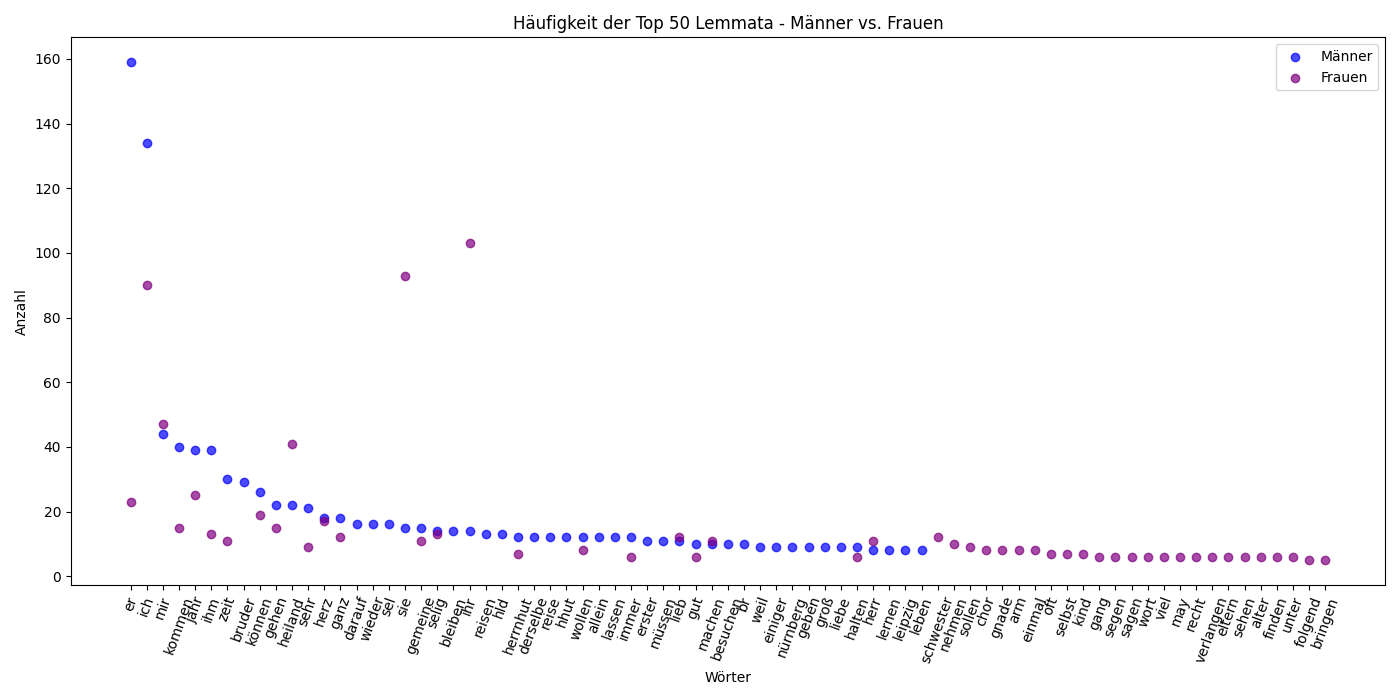 Häufigkeit der Top 50 Lemmata - Männer vs. Frauen
Männer
Frauen
Anzahl
160
140
120
100
80
60
40
20
0
er
ich
mir
kommen
jahr
ihm
zeit
bruder
können
gehen
heiland
sehr
herz
ganz
darauf
wieder
sel
sie
gemeine
selig
bleiben
ihr
reisen
hld
herrnhut
derselbe
reise
hhut
wollen
allein
lassen
immer
erster
müssen
lieb
gut
machen
besuchen
br
weil
einiger
nürnberg
geben
groß
liebe
halten
herr
lernen
leipzig
leben
schwester
nehmen
sollen
chor
gnade
arm
einmal
oft
selbst
kind
gang
segen
sagen
wort
viel
may
recht
verlangen
eltern
sehen
alter
finden
unter
folgend
bringen
Wörter